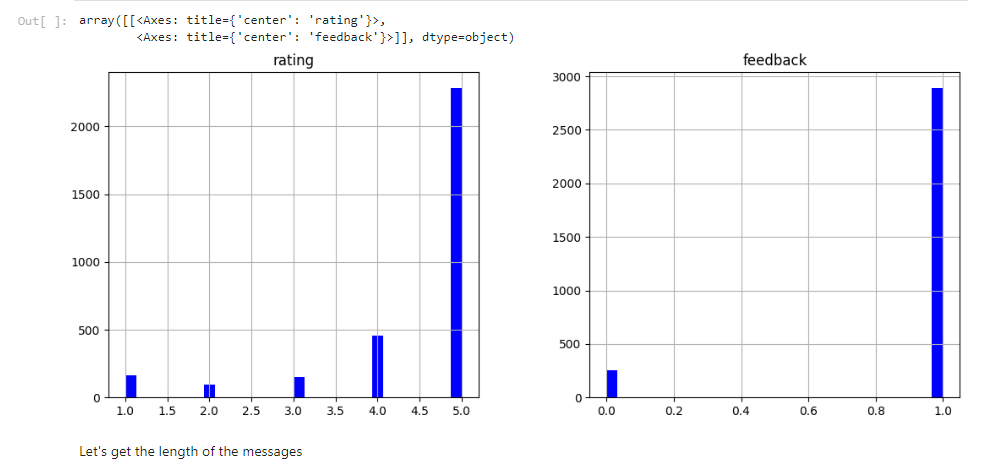 Out[ ]: array([[<Axes: title={'center': 'rating'}>,
<Axes: title={'center': 'feedback'}>]], dtype=object)
rating
2000
1500
1000
500
0
1.0 1.5 2.0 2.5 3.0 3.5 4.0 4.5 5.0
feedback
3000
2500
2000
1500
1000
500
0
0.0 0.2 0.4 0.6 0.8 1.0
Let's get the length of the messages